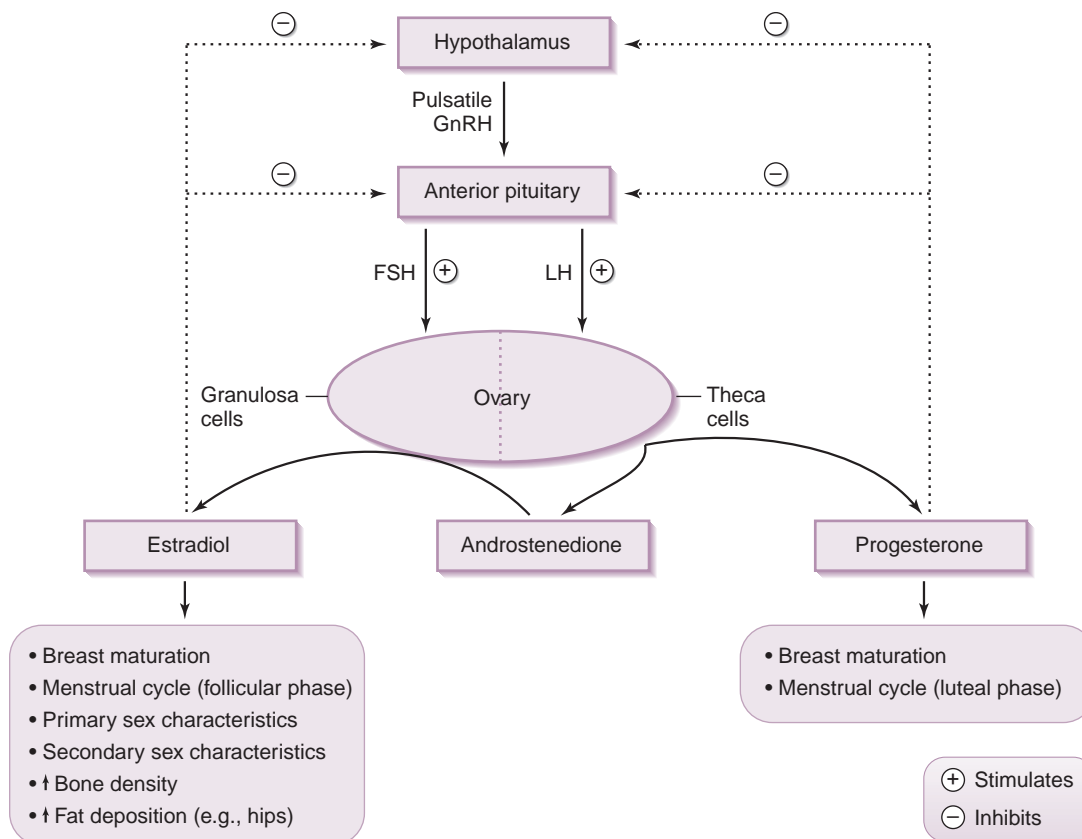 ⊖
⊖
Hypothalamus
Pulsatile
GnRH
⊖
⊖
Anterior pituitary
FSH ⊕
LH ⊕
Granulosa
cells
Ovary
Theca
cells
Estradiol
Androstenedione
Progesterone
• Breast maturation
• Menstrual cycle (follicular phase)
• Primary sex characteristics
• Secondary sex characteristics
• ↑ Bone density
• ↑ Fat deposition (e.g., hips)
• Breast maturation
• Menstrual cycle (luteal phase)
⊕ Stimulates
⊖ Inhibits